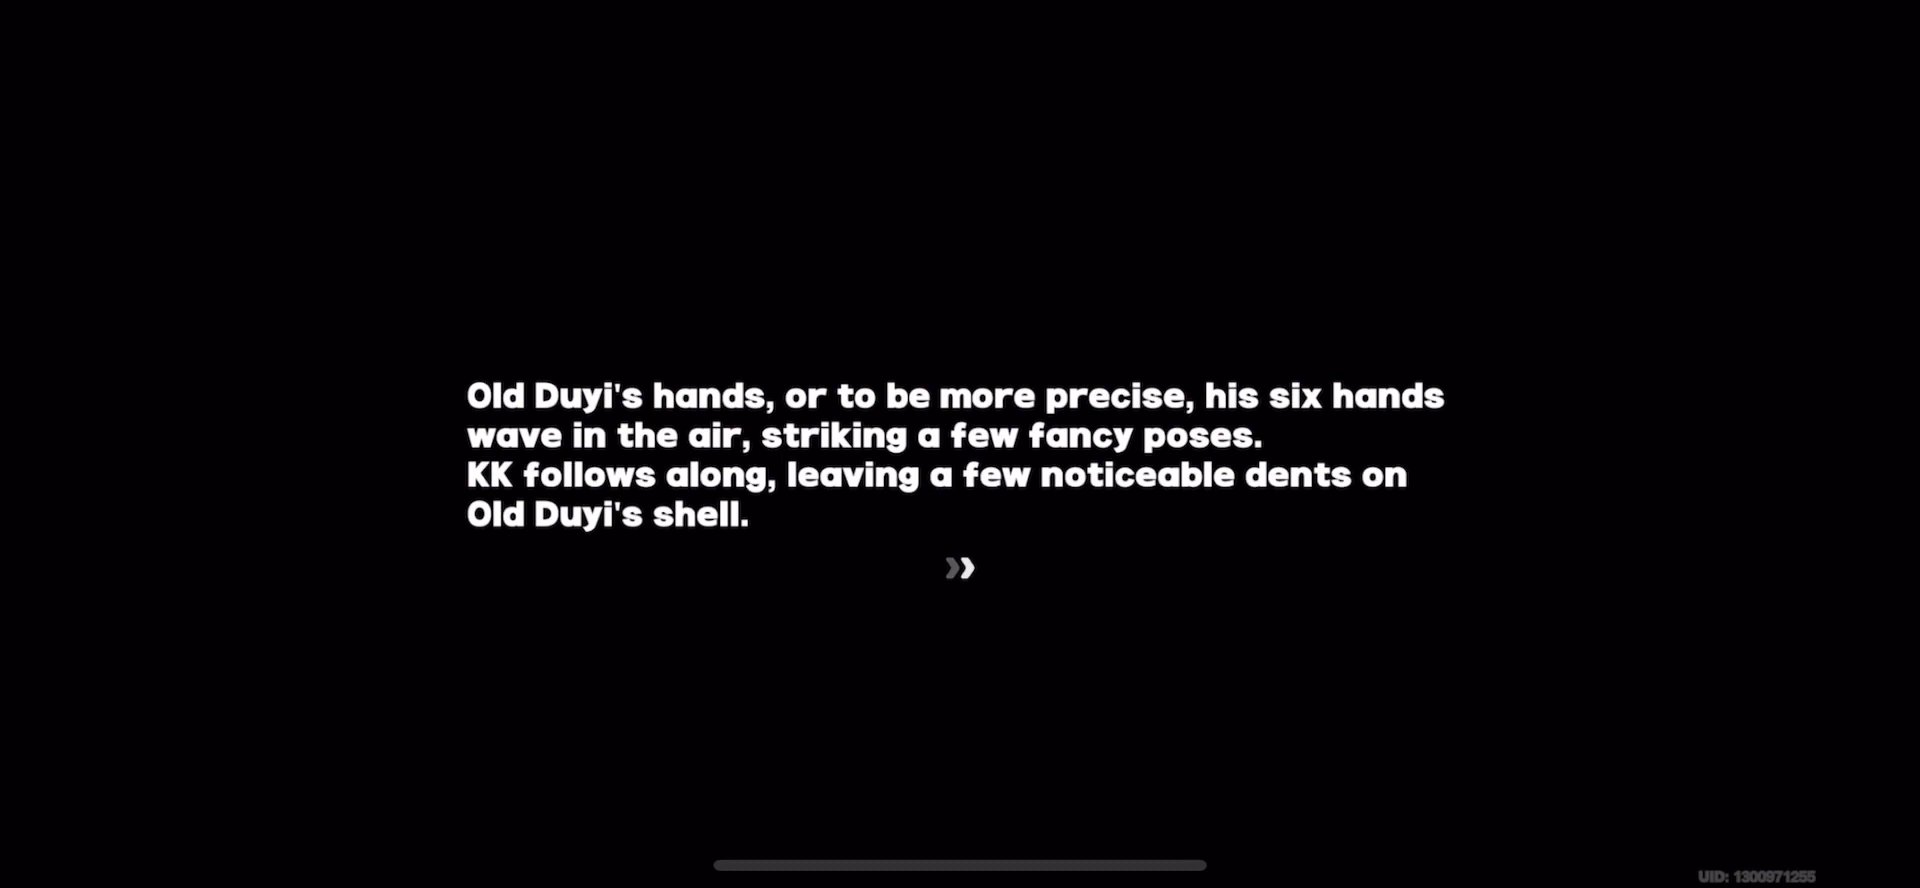 Old Duyi's hands, or to be more precise, his six hands
wave in the air, striking a few fancy poses.
KK follows along, leaving a few noticeable dents on
Old Duyi's shell.
UID: 1300971255